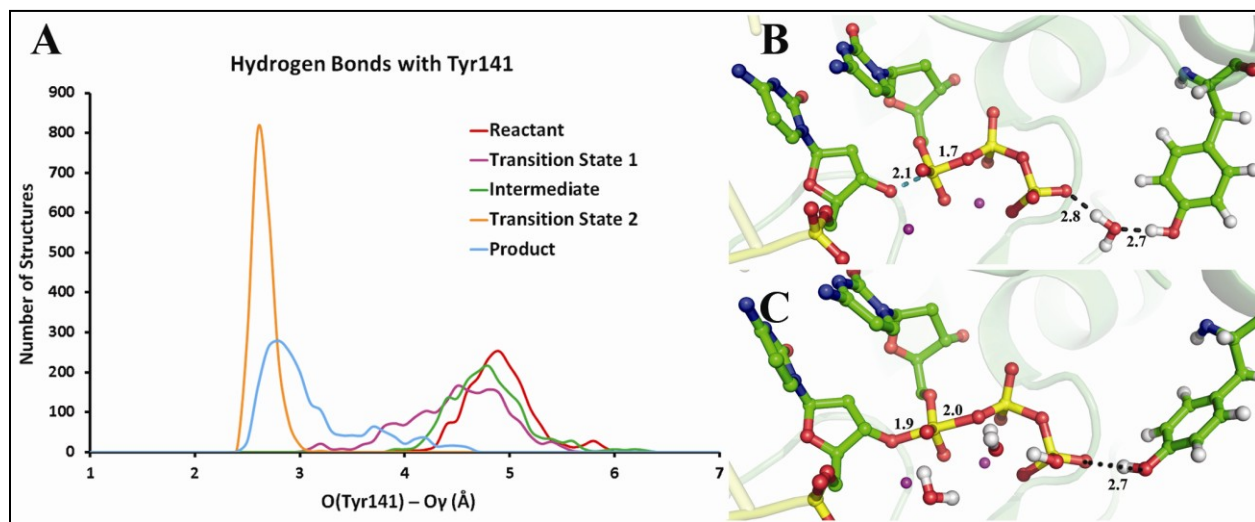 A
Hydrogen Bonds with Tyr141
Number of Structures
900
800
700
600
500
400
300
200
100
0
1 2 3 4 5 6 7
O(Tyr141) – Oγ (Å)
Reactant
Transition State 1
Intermediate
Transition State 2
Product
B
1.7
2.1
2.8
2.7
C
1.9 2.0
2.7